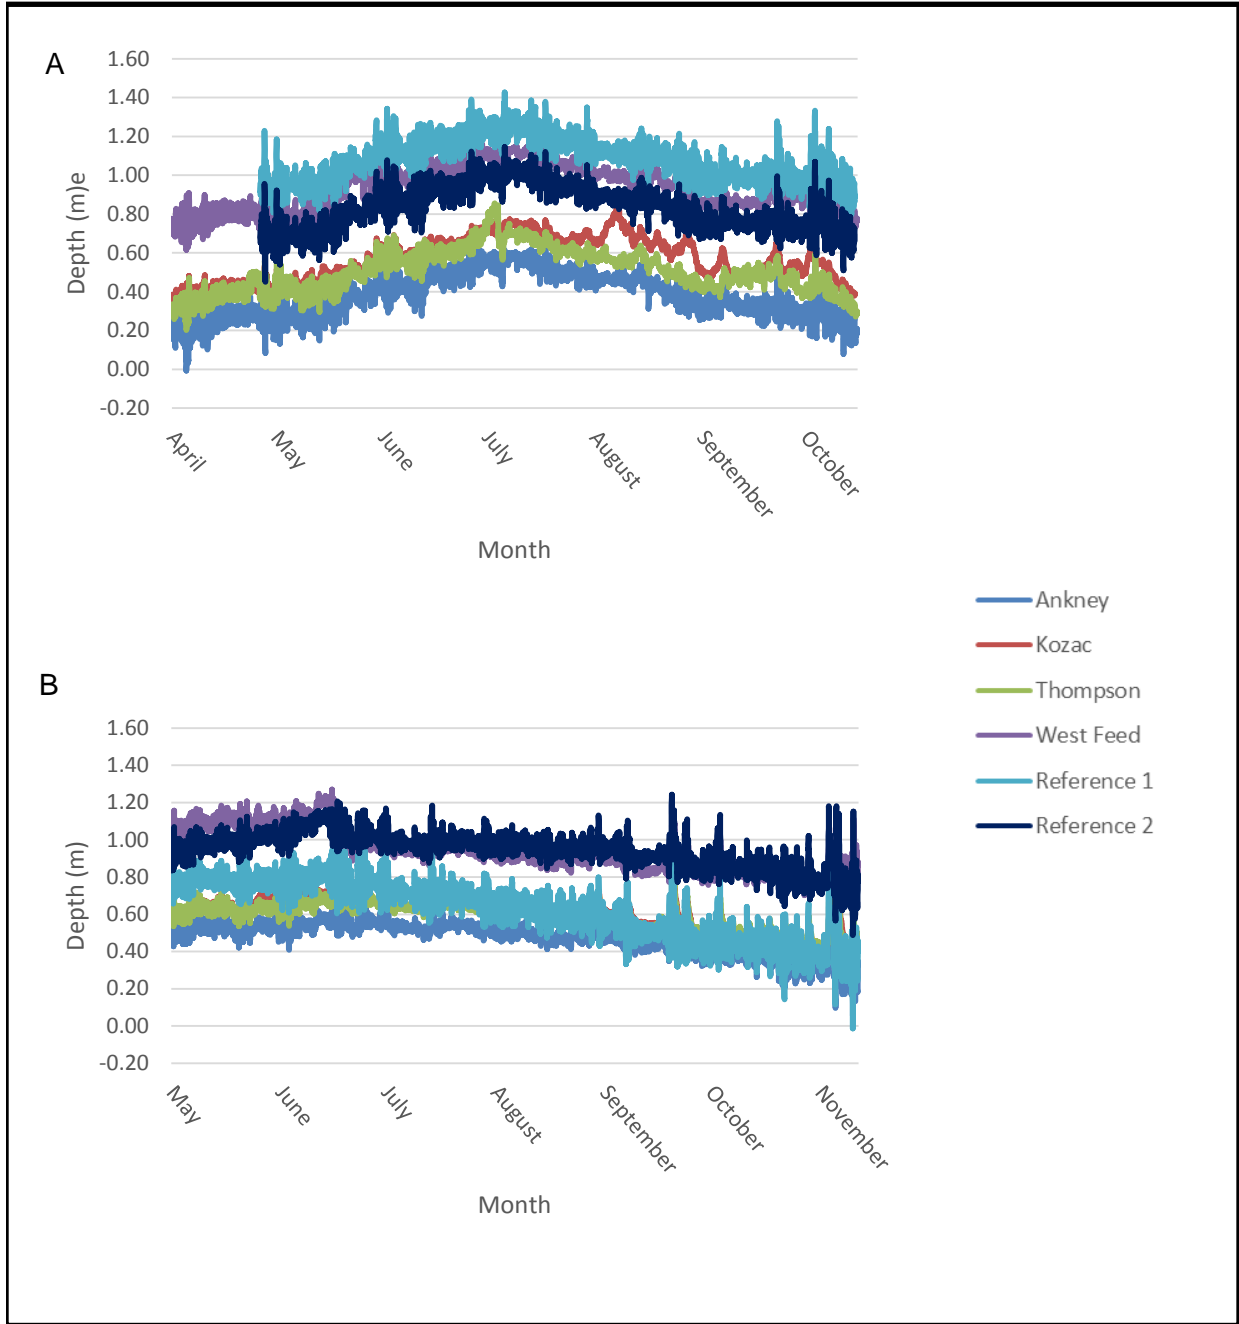 A
1.60
1.40
1.20
1.00
0.80
0.60
0.40
0.20
0.00
-0.20
Depth (m)e
April
May
June
July
August
September
October
Month
Ankney
Kozac
Thompson
West Feed
Reference 1
Reference 2
B
1.60
1.40
1.20
1.00
0.80
0.60
0.40
0.20
0.00
-0.20
Depth (m)
May
June
July
August
September
October
November
Month